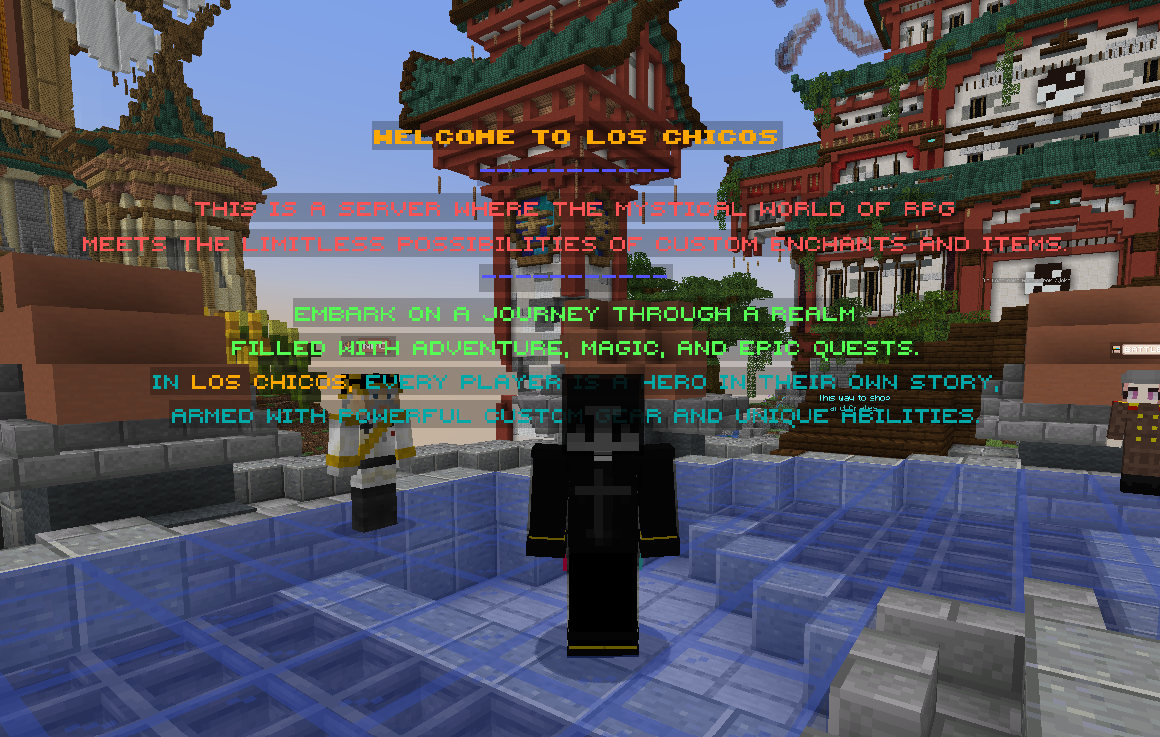 WELCOME TO LOS CHICOS
THIS IS A SERVER WHERE THE MYSTICAL WORLD OF RPG
MEETS THE LIMITLESS POSSIBILITIES OF CUSTOM ENCHANTS AND ITEMS.
EMBARK ON A JOURNEY THROUGH A REALM
FILLED WITH ADVENTURE, MAGIC, AND EPIC QUESTS.
IN LOS CHICOS, EVERY PLAYER IS A HERO IN THEIR OWN STORY,
ARMED WITH POWERFUL CUSTOM GEAR AND UNIQUE ABILITIES.
This way to shop
and Crates
BATTLE